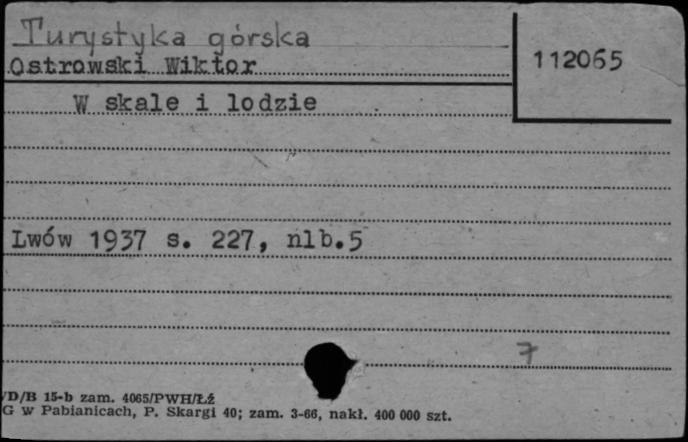 Turystyka górska
112065
Ostrowski Wiktor
W skale i lodzie
Lwów 1937 s. 227, nlb.5
7
/D/B 15-b zam. 4065/PWH/Łź
G w Pabianicach, P. Skargi 40; zam. 3-66, nakł. 400 000 szt.